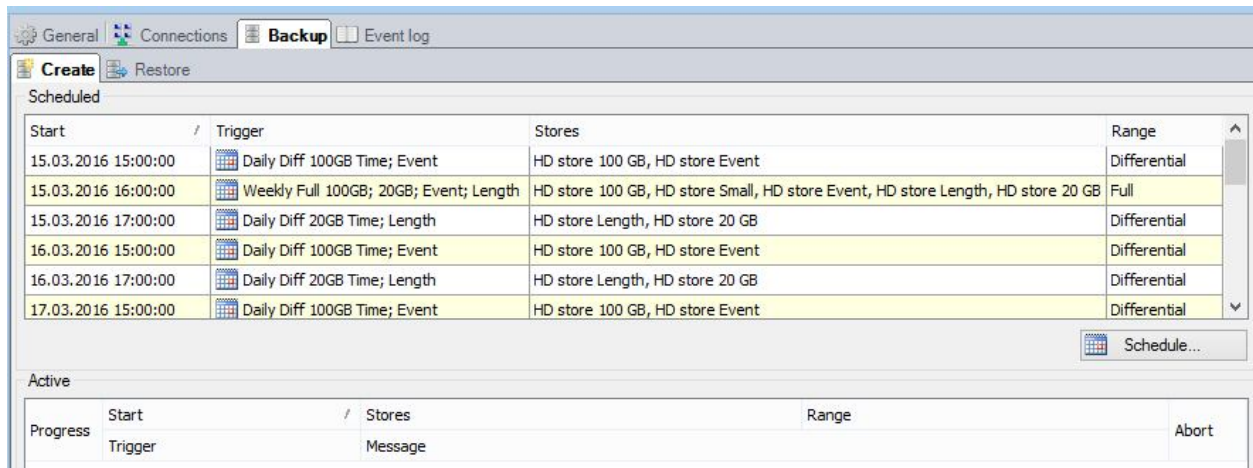 General Connections Backup Event log
Create Restore
Scheduled
Start / Trigger Stores Range
15.03.2016 15:00:00 Daily Diff 100GB Time; Event HD store 100 GB, HD store Event Differential
15.03.2016 16:00:00 Weekly Full 100GB; 20GB; Event; Length HD store 100 GB, HD store Small, HD store Event, HD store Length, HD store 20 GB Full
15.03.2016 17:00:00 Daily Diff 20GB Time; Length HD store Length, HD store 20 GB Differential
16.03.2016 15:00:00 Daily Diff 100GB Time; Event HD store 100 GB, HD store Event Differential
16.03.2016 17:00:00 Daily Diff 20GB Time; Length HD store Length, HD store 20 GB Differential
17.03.2016 15:00:00 Daily Diff 100GB Time; Event HD store 100 GB, HD store Event Differential
Schedule...
Active
Progress Start / Stores Range Abort
Trigger Message